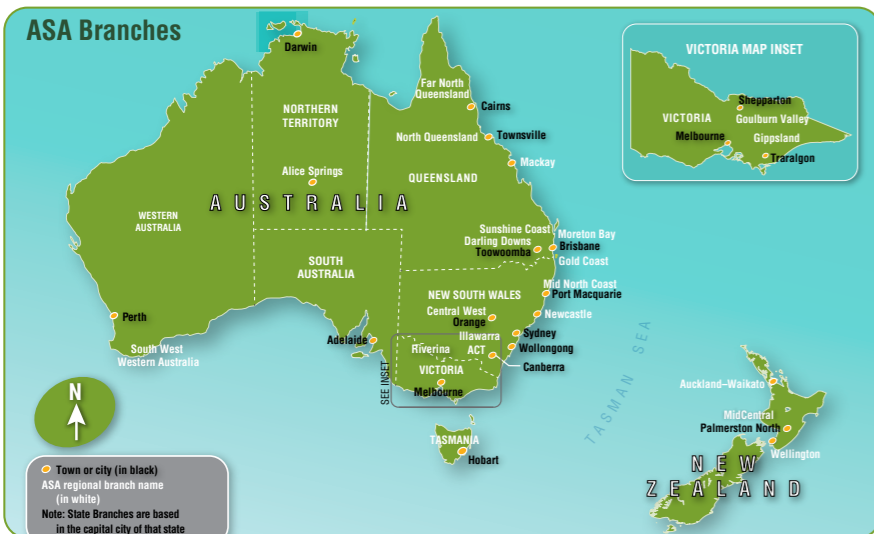 ASA Branches
Darwin
Far North
Queensland
Cairns
NORTHERN
TERRITORY
North Queensland
Townsville
Mackay
Alice Springs
QUEENSLAND
AUSTRALIA
WESTERN
AUSTRALIA
Sunshine Coast
Moreton Bay
Darling Downs
Brisbane
Toowoomba
Gold Coast
SOUTH
AUSTRALIA
Mid North Coast
NEW SOUTH WALES
Port Macquarie
Central West
Newcastle
Orange
Perth
Sydney
Adelaide
Illawarra
Wollongong
Riverina
ACT
South West
Western Australia
VICTORIA
Canberra
SEE INSET
Melbourne
TASMANIA
Hobart
TASMAN SEA
Auckland–Waikato
MidCentral
Palmerston North
Wellington
NEW
ZEALAND
VICTORIA MAP INSET
Shepparton
VICTORIA
Goulburn Valley
Melbourne
Gippsland
Traralgon
N
Town or city (in black)
ASA regional branch name
(in white)
Note: State Branches are based
in the capital city of that state